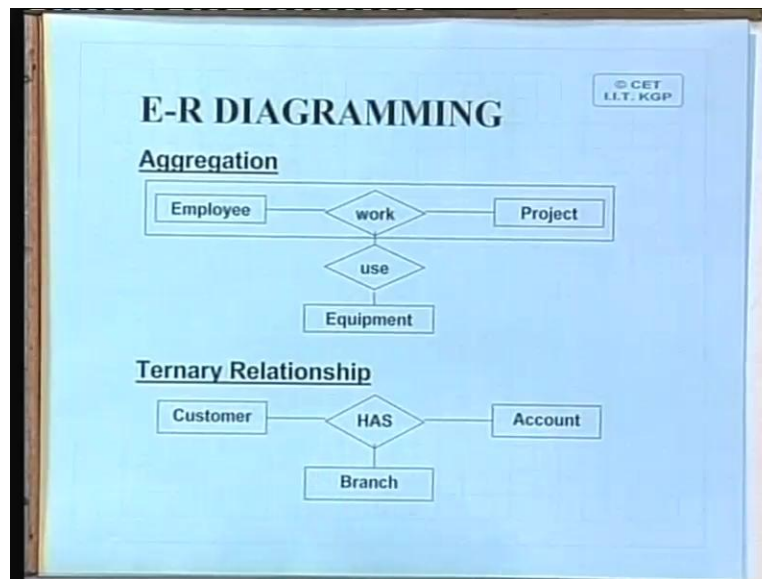 © CET
I.I.T. KGP
E-R DIAGRAMMING
Aggregation
Employee
work
Project
use
Equipment
Ternary Relationship
Customer
HAS
Account
Branch